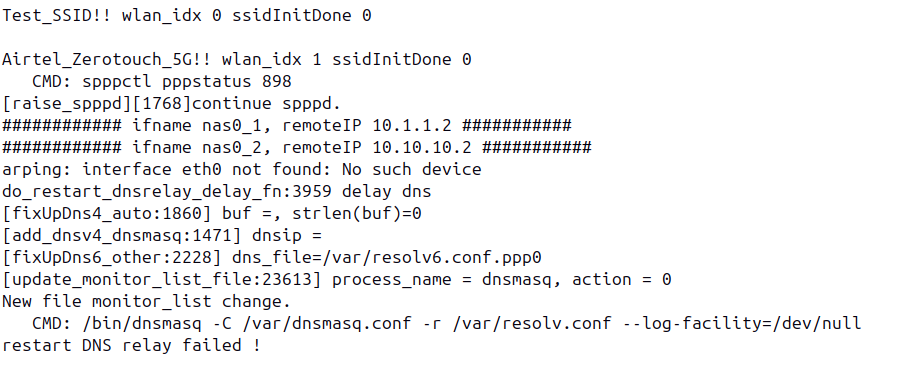 Test_SSID!! wlan_idx 0 ssidInitDone 0
Airtel_Zerotouch_5G!! wlan_idx 1 ssidInitDone 0
CMD: spppctl pppstatus 898
[raise_spppd][1768]continue spppd.
############ ifname nas0_1, remoteIP 10.1.1.2 ###########
############ ifname nas0_2, remoteIP 10.10.10.2 ###########
arping: interface eth0 not found: No such device
do_restart_dnsrelay_delay_fn:3959 delay dns
[fixUpDns4_auto:1860] buf =, strlen(buf)=0
[add_dnsv4_dnsmasq:1471] dnsip =
[fixUpDns6_other:2228] dns_file=/var/resolv6.conf.ppp0
[update_monitor_list_file:23613] process_name = dnsmasq, action = 0
New file monitor_list change.
CMD: /bin/dnsmasq -C /var/dnsmasq.conf -r /var/resolv.conf --log-facility=/dev/null
restart DNS relay failed !